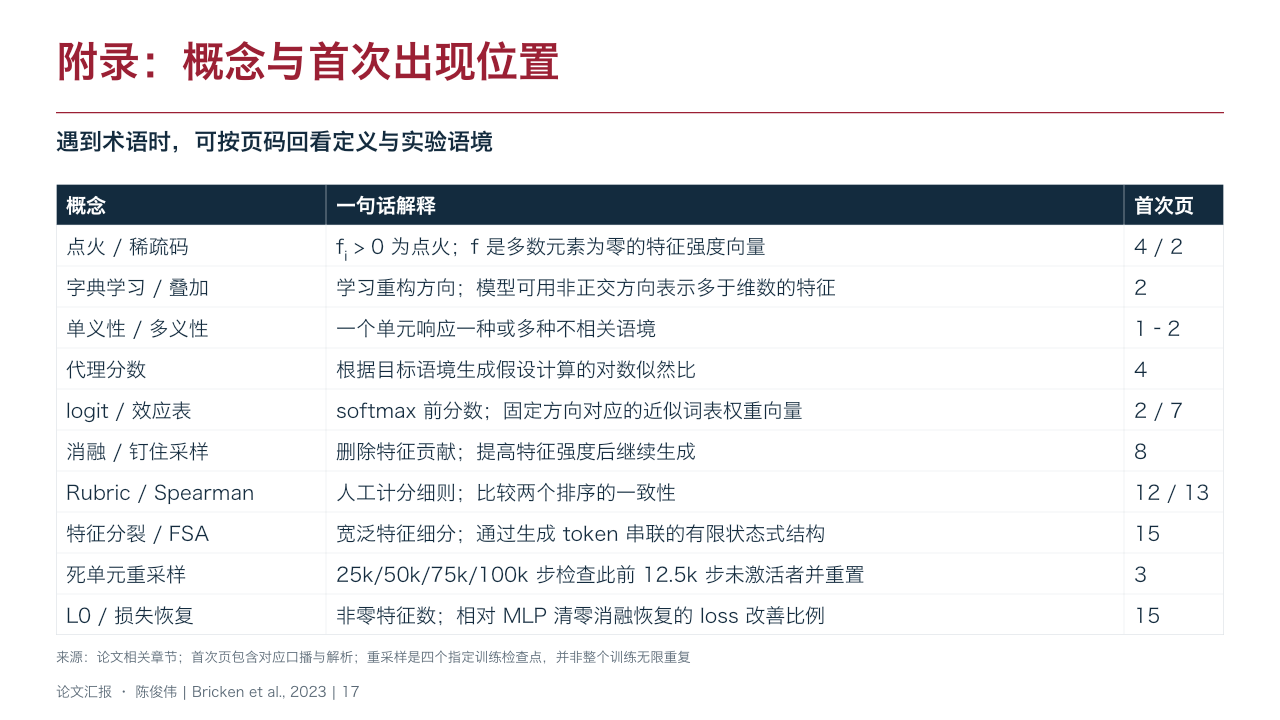 附录：概念与首次出现位置
遇到术语时，可按页码回看定义与实验语境
概念 一句话解释 首次页
点火 / 稀疏码 fi > 0 为点火；f 是多数元素为零的特征强度向量 4 / 2
字典学习 / 叠加 学习重构方向；模型可用非正交方向表示多于维数的特征 2
单义性 / 多义性 一个单元响应一种或多种不相关语境 1 - 2
代理分数 根据目标语境生成假设计算的对数似然比 4
logit / 效应表 softmax 前分数；固定方向对应的近似词表权重向量 2 / 7
消融 / 钉住采样 删除特征贡献；提高特征强度后继续生成 8
Rubric / Spearman 人工计分细则；比较两个排序的一致性 12 / 13
特征分裂 / FSA 宽泛特征细分；通过生成 token 串联的有限状态式结构 15
死单元重采样 25k/50k/75k/100k 步检查此前 12.5k 步未激活者并重置 3
L0 / 损失恢复 非零特征数；相对 MLP 清零消融恢复的 loss 改善比例 15
来源：论文相关章节；首次页包含对应口播与解析；重采样是四个指定训练检查点，并非整个训练无限重复
论文汇报 · 陈俊伟 | Bricken et al., 2023 | 17